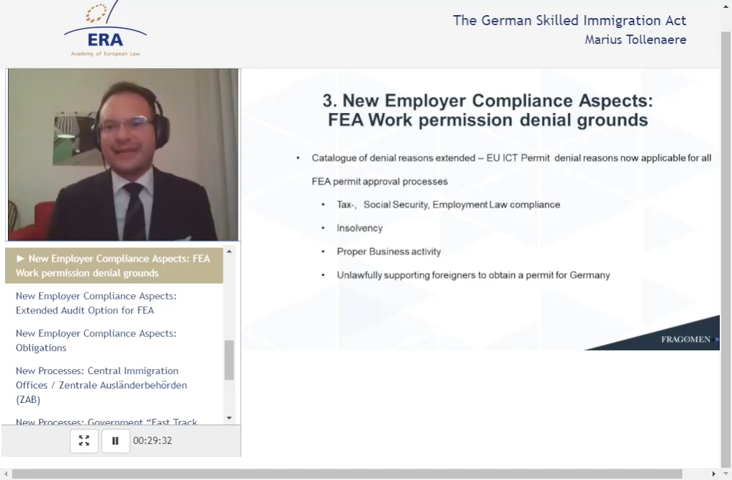 The German Skilled Immigration Act
Marius Tollenaere
ERA
Academy of European Law
3. New Employer Compliance Aspects:
FEA Work permission denial grounds
• Catalogue of denial reasons extended – EU ICT Permit denial reasons now applicable for all
FEA permit approval processes
• Tax-, Social Security, Employment Law compliance
• Insolvency
• Proper Business activity
• Unlawfully supporting foreigners to obtain a permit for Germany
FRAGOMEN
► New Employer Compliance Aspects: FEA
Work permission denial grounds
New Employer Compliance Aspects:
Extended Audit Option for FEA
New Employer Compliance Aspects:
Obligations
New Processes: Central Immigration
Offices / Zentrale Ausländerbehörden
(ZAB)
New Processes: Government "Fast Track
00:29:32